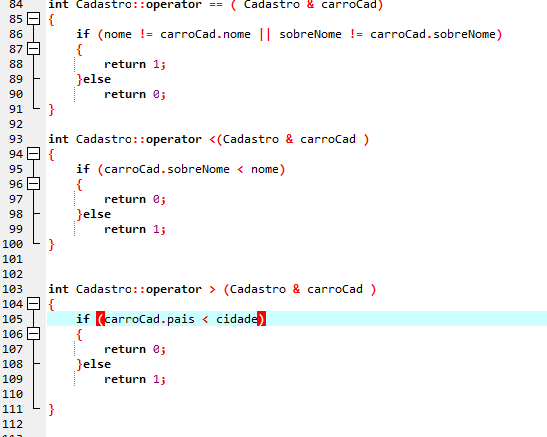 84 int Cadastro::operator == ( Cadastro & carroCad)
85 {
86 if (nome != carroCad.nome || sobreNome != carroCad.sobreNome)
87 {
88 return 1;
89 }else
90 return 0;
91 }
92
93 int Cadastro::operator <(Cadastro & carroCad )
94 {
95 if (carroCad.sobreNome < nome)
96 {
97 return 0;
98 }else
99 return 1;
100 }
101
102
103 int Cadastro::operator > (Cadastro & carroCad )
104 {
105 if (carroCad.pais < cidade)
106 {
107 return 0;
108 }else
109 return 1;
110
111 }
112